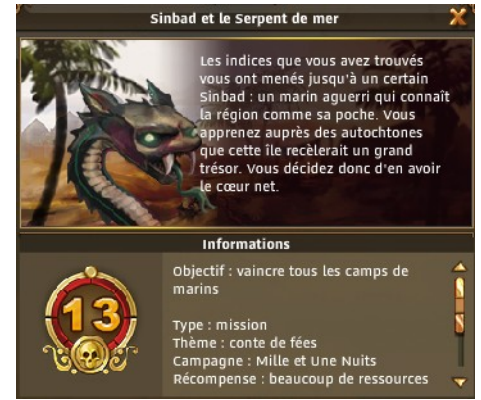 Sinbad et le Serpent de mer
Les indices que vous avez trouvés
vous ont menés jusqu'à un certain
Sinbad : un marin aguerri qui connaît
la région comme sa poche. Vous
apprenez auprès des autochtones
que cette île recèlerait un grand
trésor. Vous décidez donc d'en avoir
le cœur net.
Informations
13
Objectif : vaincre tous les camps de
marins
Type : mission
Thème : conte de fées
Campagne : Mille et Une Nuits
Récompense : beaucoup de ressources